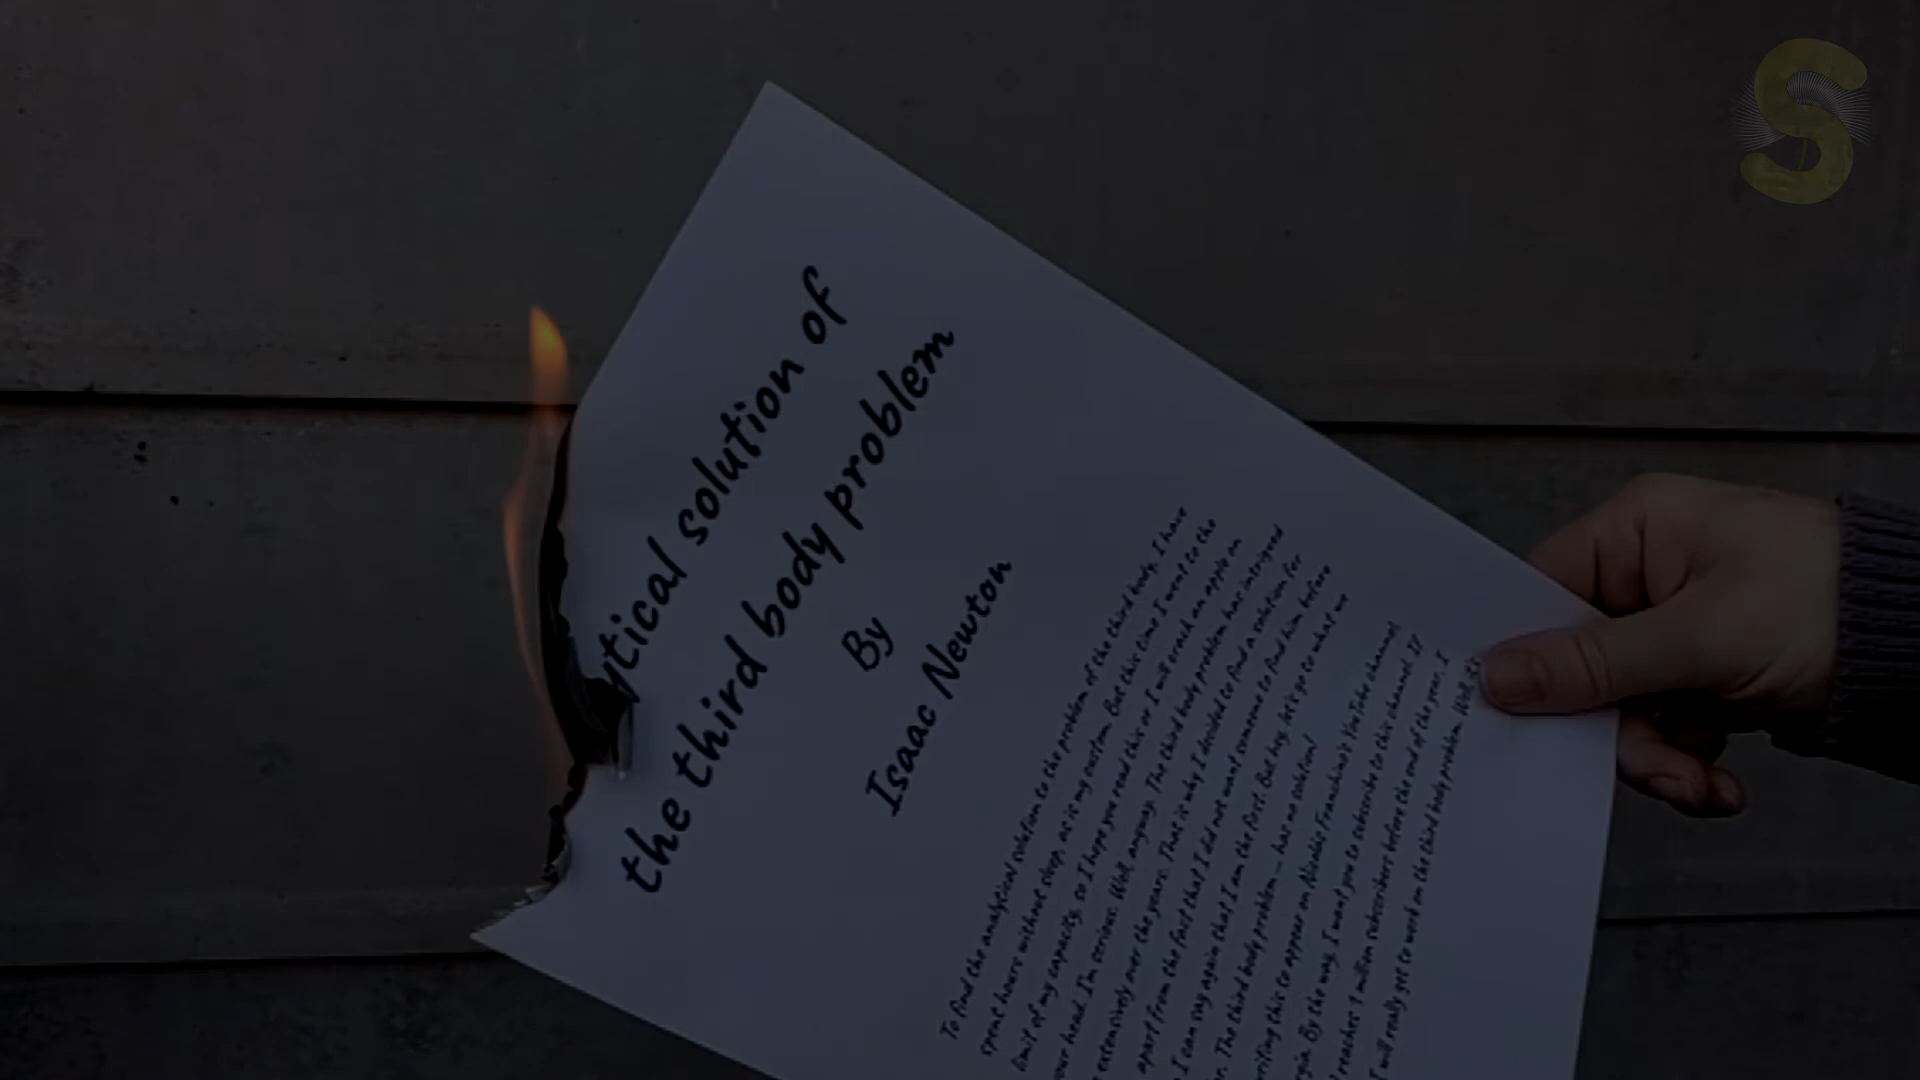 ytical solution of
the third body problem
By
Isaac Newton
To find the analytical solution to the problem of the third body, I have
spent hours without sleep, as is my custom. But this time I went to the
limit of my capacity, so I hope you read this or I will crash an apple on
our head. I'm serious. Well, anyway. The third body problem has intrigued
extensively over the years. That is why I decided to find a solution for
apart from the fact that I did not want someone to find him before
I can say again that I am the first. But hey, let's go to what we
r. The third body problem... has no solution!
riting this to appear on Nicodés Franchin's YouTube channel
By the way, I want you to subscribe to this channel. If
reaches 1 million subscribers before the end of the year, I
I will really get to work on the third body problem. Well, it's
S